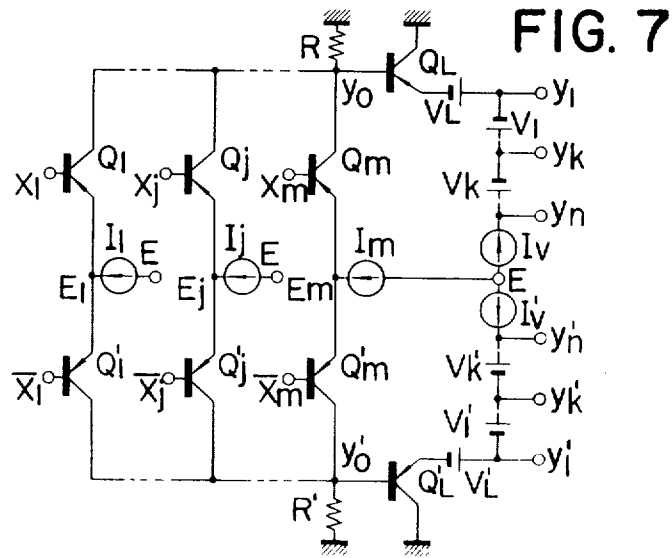 FIG. 7
R
QL
y0
VL
y1
V1
Q1
Qj
Qm
yk
X1
Xj
Xm
Vk
yn
I1
E
Ij
E
Im
Iv
E1
Ej
Em
E
I'v
Q'1
Q'j
Q'm
y'n
V'k
X̅1
X̅j
X̅m
y'k
V'1
y'0
y'1
R'
Q'L
V'L